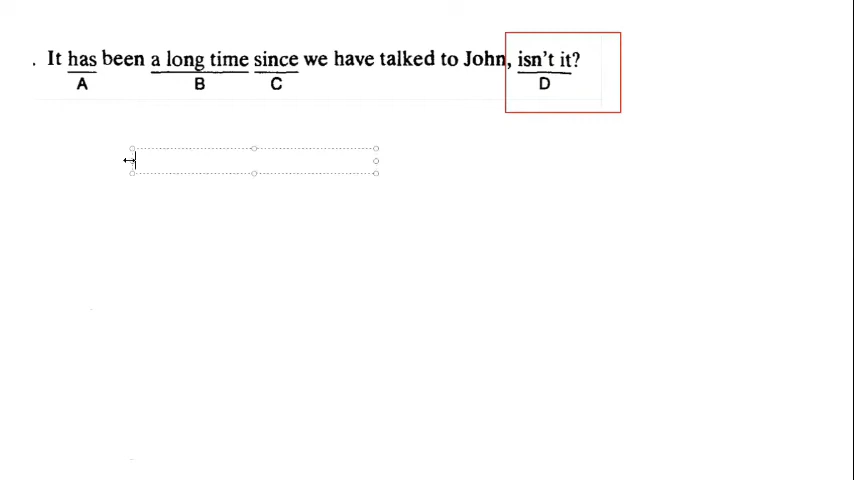 . It has been a long time since we have talked to John, isn't it?
A B C D